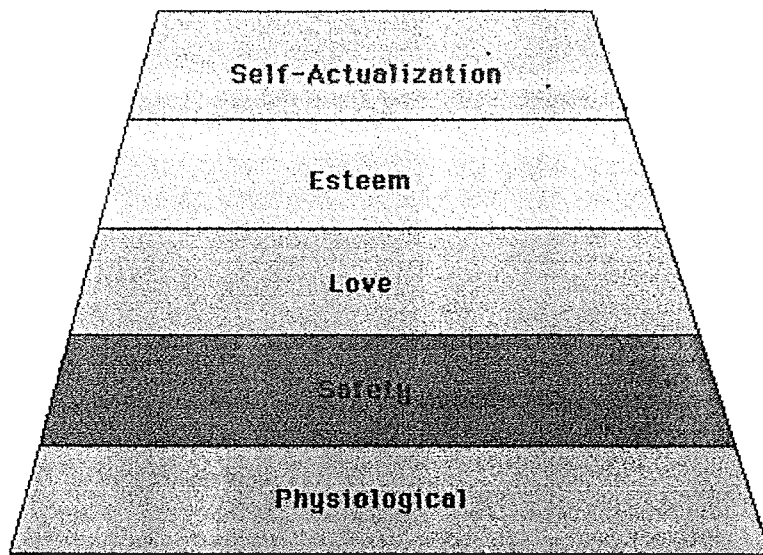 Self-Actualization
Esteem
Love
Safety
Physiological